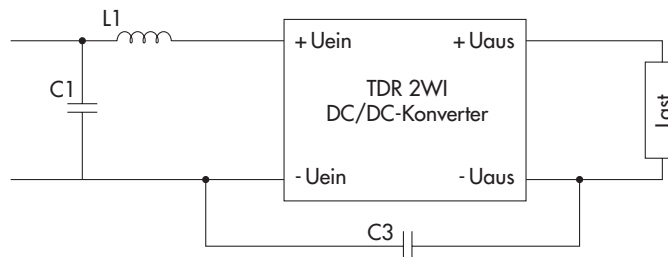 L1
+ Uein
+ Uaus
C1
TDR 2WI
DC/DC-Konverter
Last
- Uein
- Uaus
C3